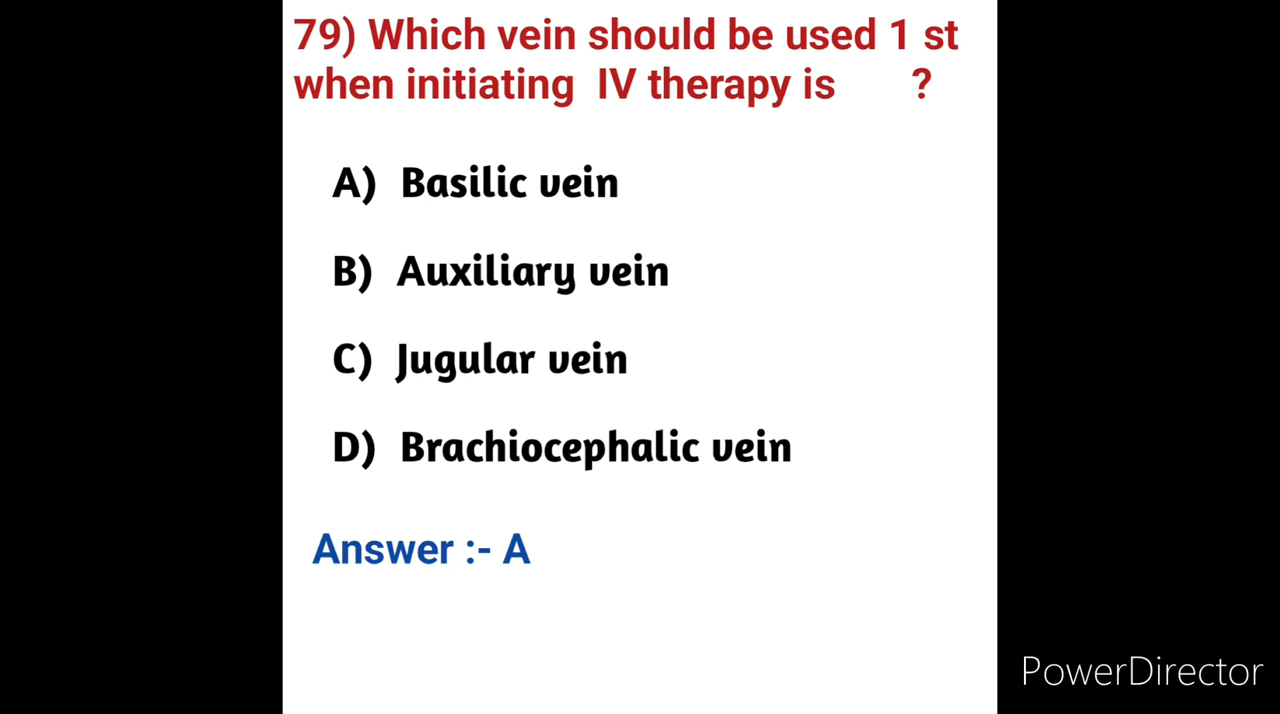 79) Which vein should be used 1 st
when initiating IV therapy is ?
A) Basilic vein
B) Auxiliary vein
C) Jugular vein
D) Brachiocephalic vein
Answer :- A
PowerDirector